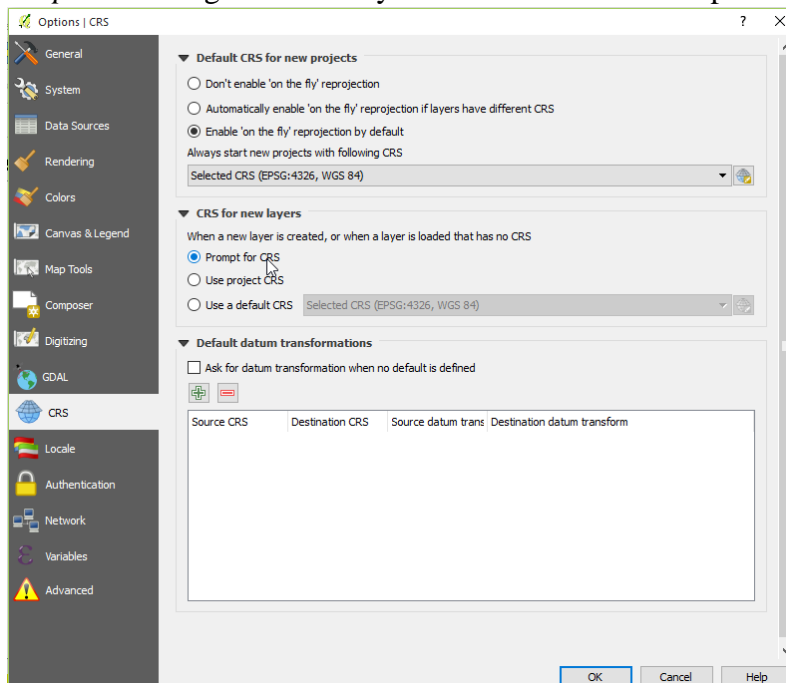 Options | CRS
General
System
Data Sources
Rendering
Colors
Canvas & Legend
Map Tools
Composer
Digitizing
GDAL
CRS
Locale
Authentication
Network
Variables
Advanced
Default CRS for new projects
Don't enable 'on the fly' reprojection
Automatically enable 'on the fly' reprojection if layers have different CRS
Enable 'on the fly' reprojection by default
Always start new projects with following CRS
Selected CRS (EPSG:4326, WGS 84)
CRS for new layers
When a new layer is created, or when a layer is loaded that has no CRS
Prompt for CRS
Use project CRS
Use a default CRS Selected CRS (EPSG:4326, WGS 84)
Default datum transformations
Ask for datum transformation when no default is defined
Source CRS Destination CRS Source datum trans Destination datum transform
OK Cancel Help